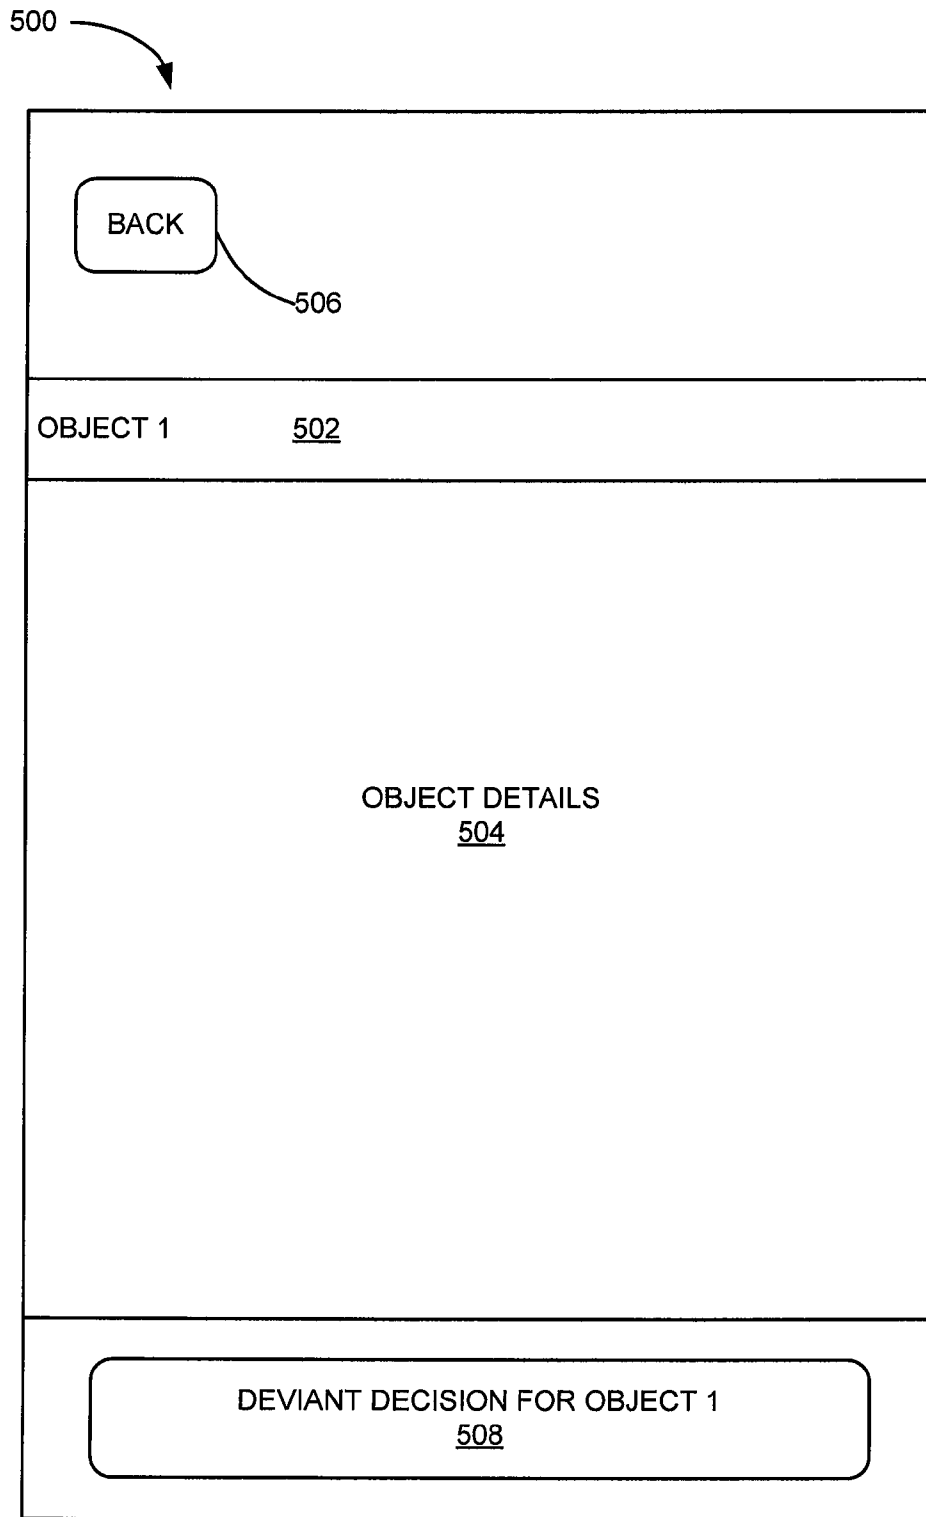 500
BACK
506
OBJECT 1 502
OBJECT DETAILS
504
DEVIANT DECISION FOR OBJECT 1
508